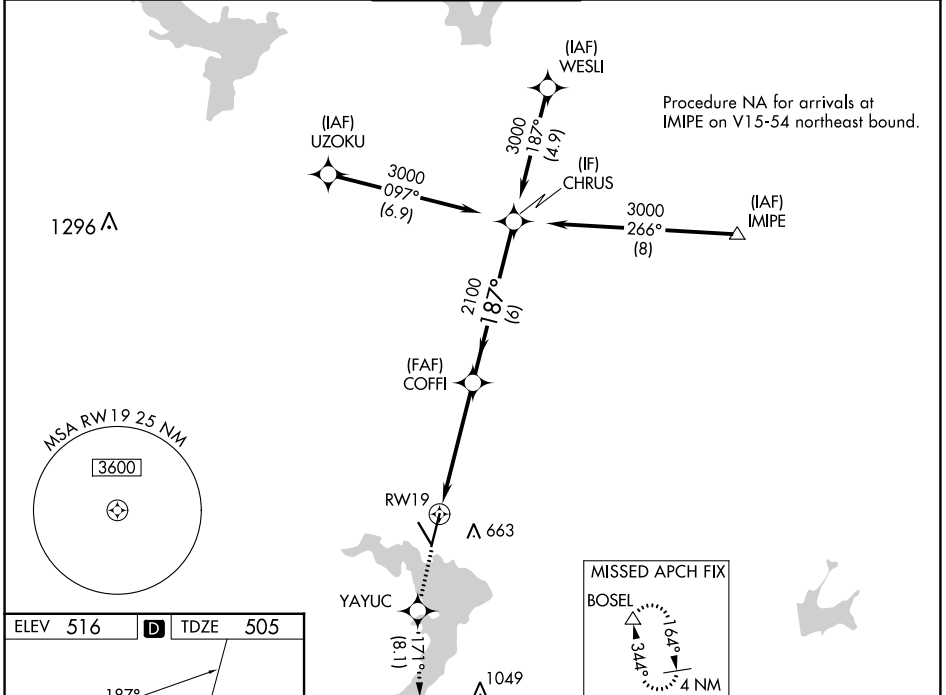 (IAF)
WESLI
Procedure NA for arrivals at
IMIPE on V15-54 northeast bound.
(IAF)
UZOKU
3000
187°
(4.9)
3000
097°
(6.9)
(IF)
CHRUS
(IAF)
IMIPE
3000
266°
(8)
1296
2100
187°
(6)
(FAF)
COFFI
MSA RW19 25 NM
3600
RW19
663
MISSED APCH FIX
BOSEL
164°
344°
4 NM
YAYUC
171°
(8.1)
1049
ELEV 516 D TDZE 505
187°